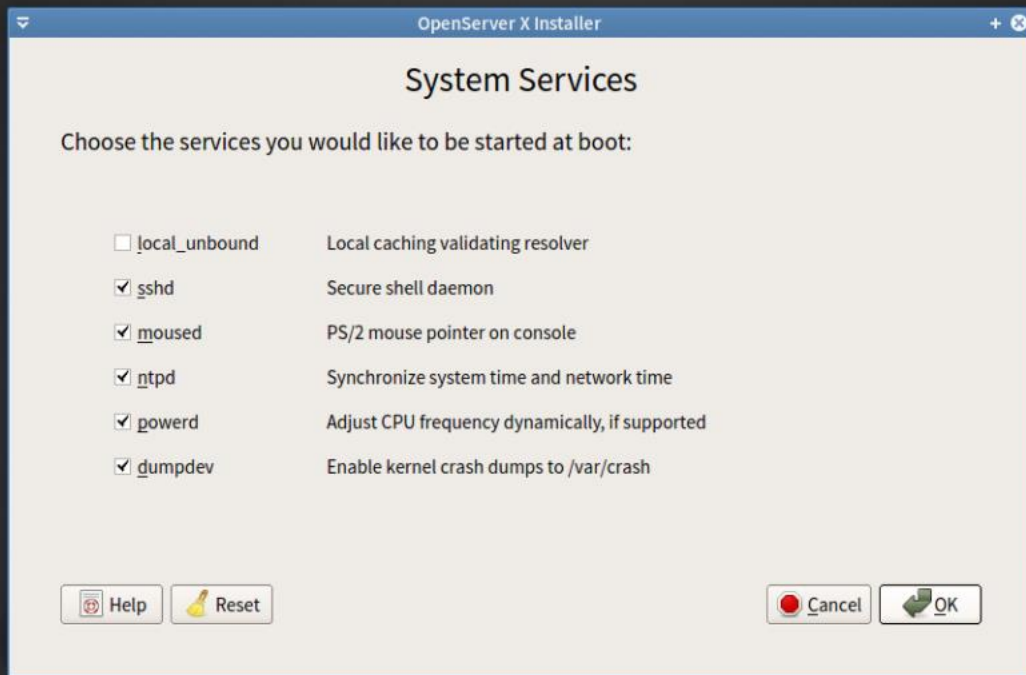 OpenServer X Installer
System Services
Choose the services you would like to be started at boot:
local_unbound Local caching validating resolver
sshd Secure shell daemon
moused PS/2 mouse pointer on console
ntpd Synchronize system time and network time
powerd Adjust CPU frequency dynamically, if supported
dumpdev Enable kernel crash dumps to /var/crash
Help Reset Cancel OK